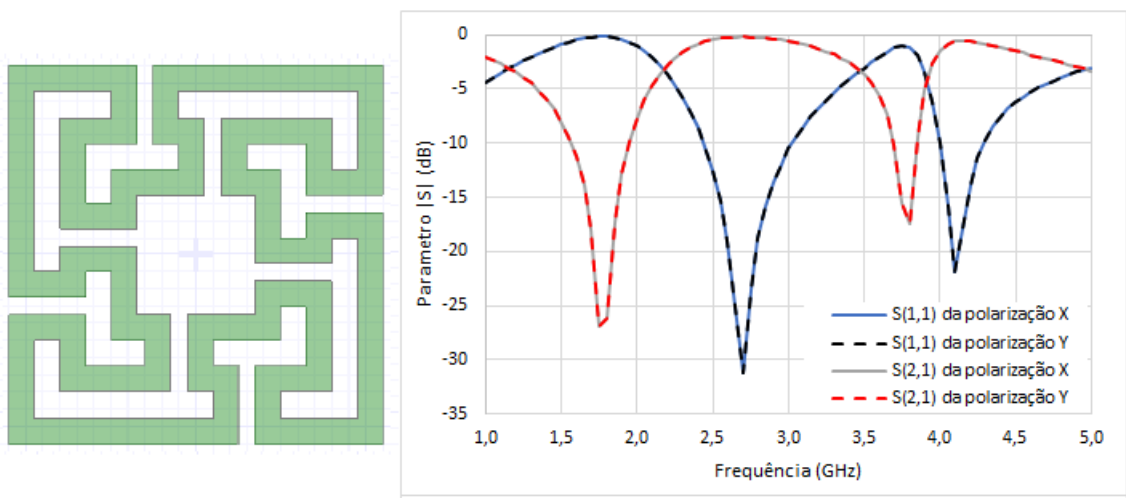 0
-5
-10
-15
-20
-25
-30
-35
Parametro |S| (dB)
S(1,1) da polarização X
S(1,1) da polarização Y
S(2,1) da polarização X
S(2,1) da polarização Y
1,0 1,5 2,0 2,5 3,0 3,5 4,0 4,5 5,0
Frequência (GHz)